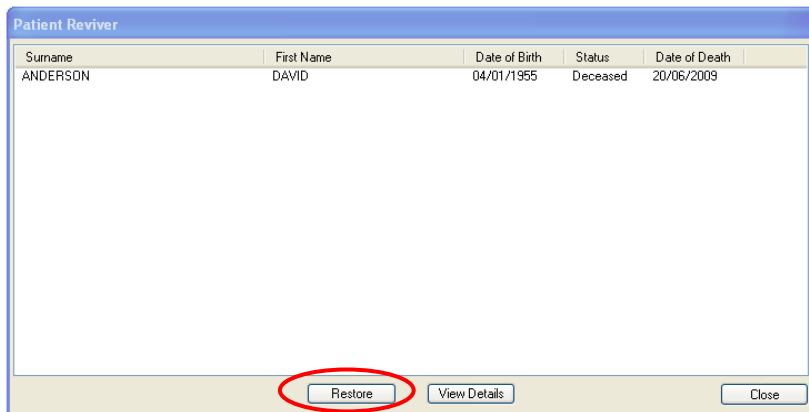 Patient Reviver
Surname First Name Date of Birth Status Date of Death
ANDERSON DAVID 04/01/1955 Deceased 20/06/2009
Restore View Details Close